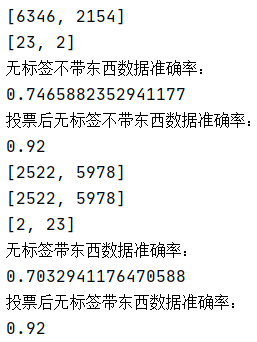 [6346, 2154]
[23, 2]
无标签不带东西数据准确率:
0.7465882352941177
投票后无标签不带东西数据准确率:
0.92
[2522, 5978]
[2522, 5978]
[2, 23]
无标签带东西数据准确率:
0.7032941176470588
投票后无标签带东西数据准确率:
0.92